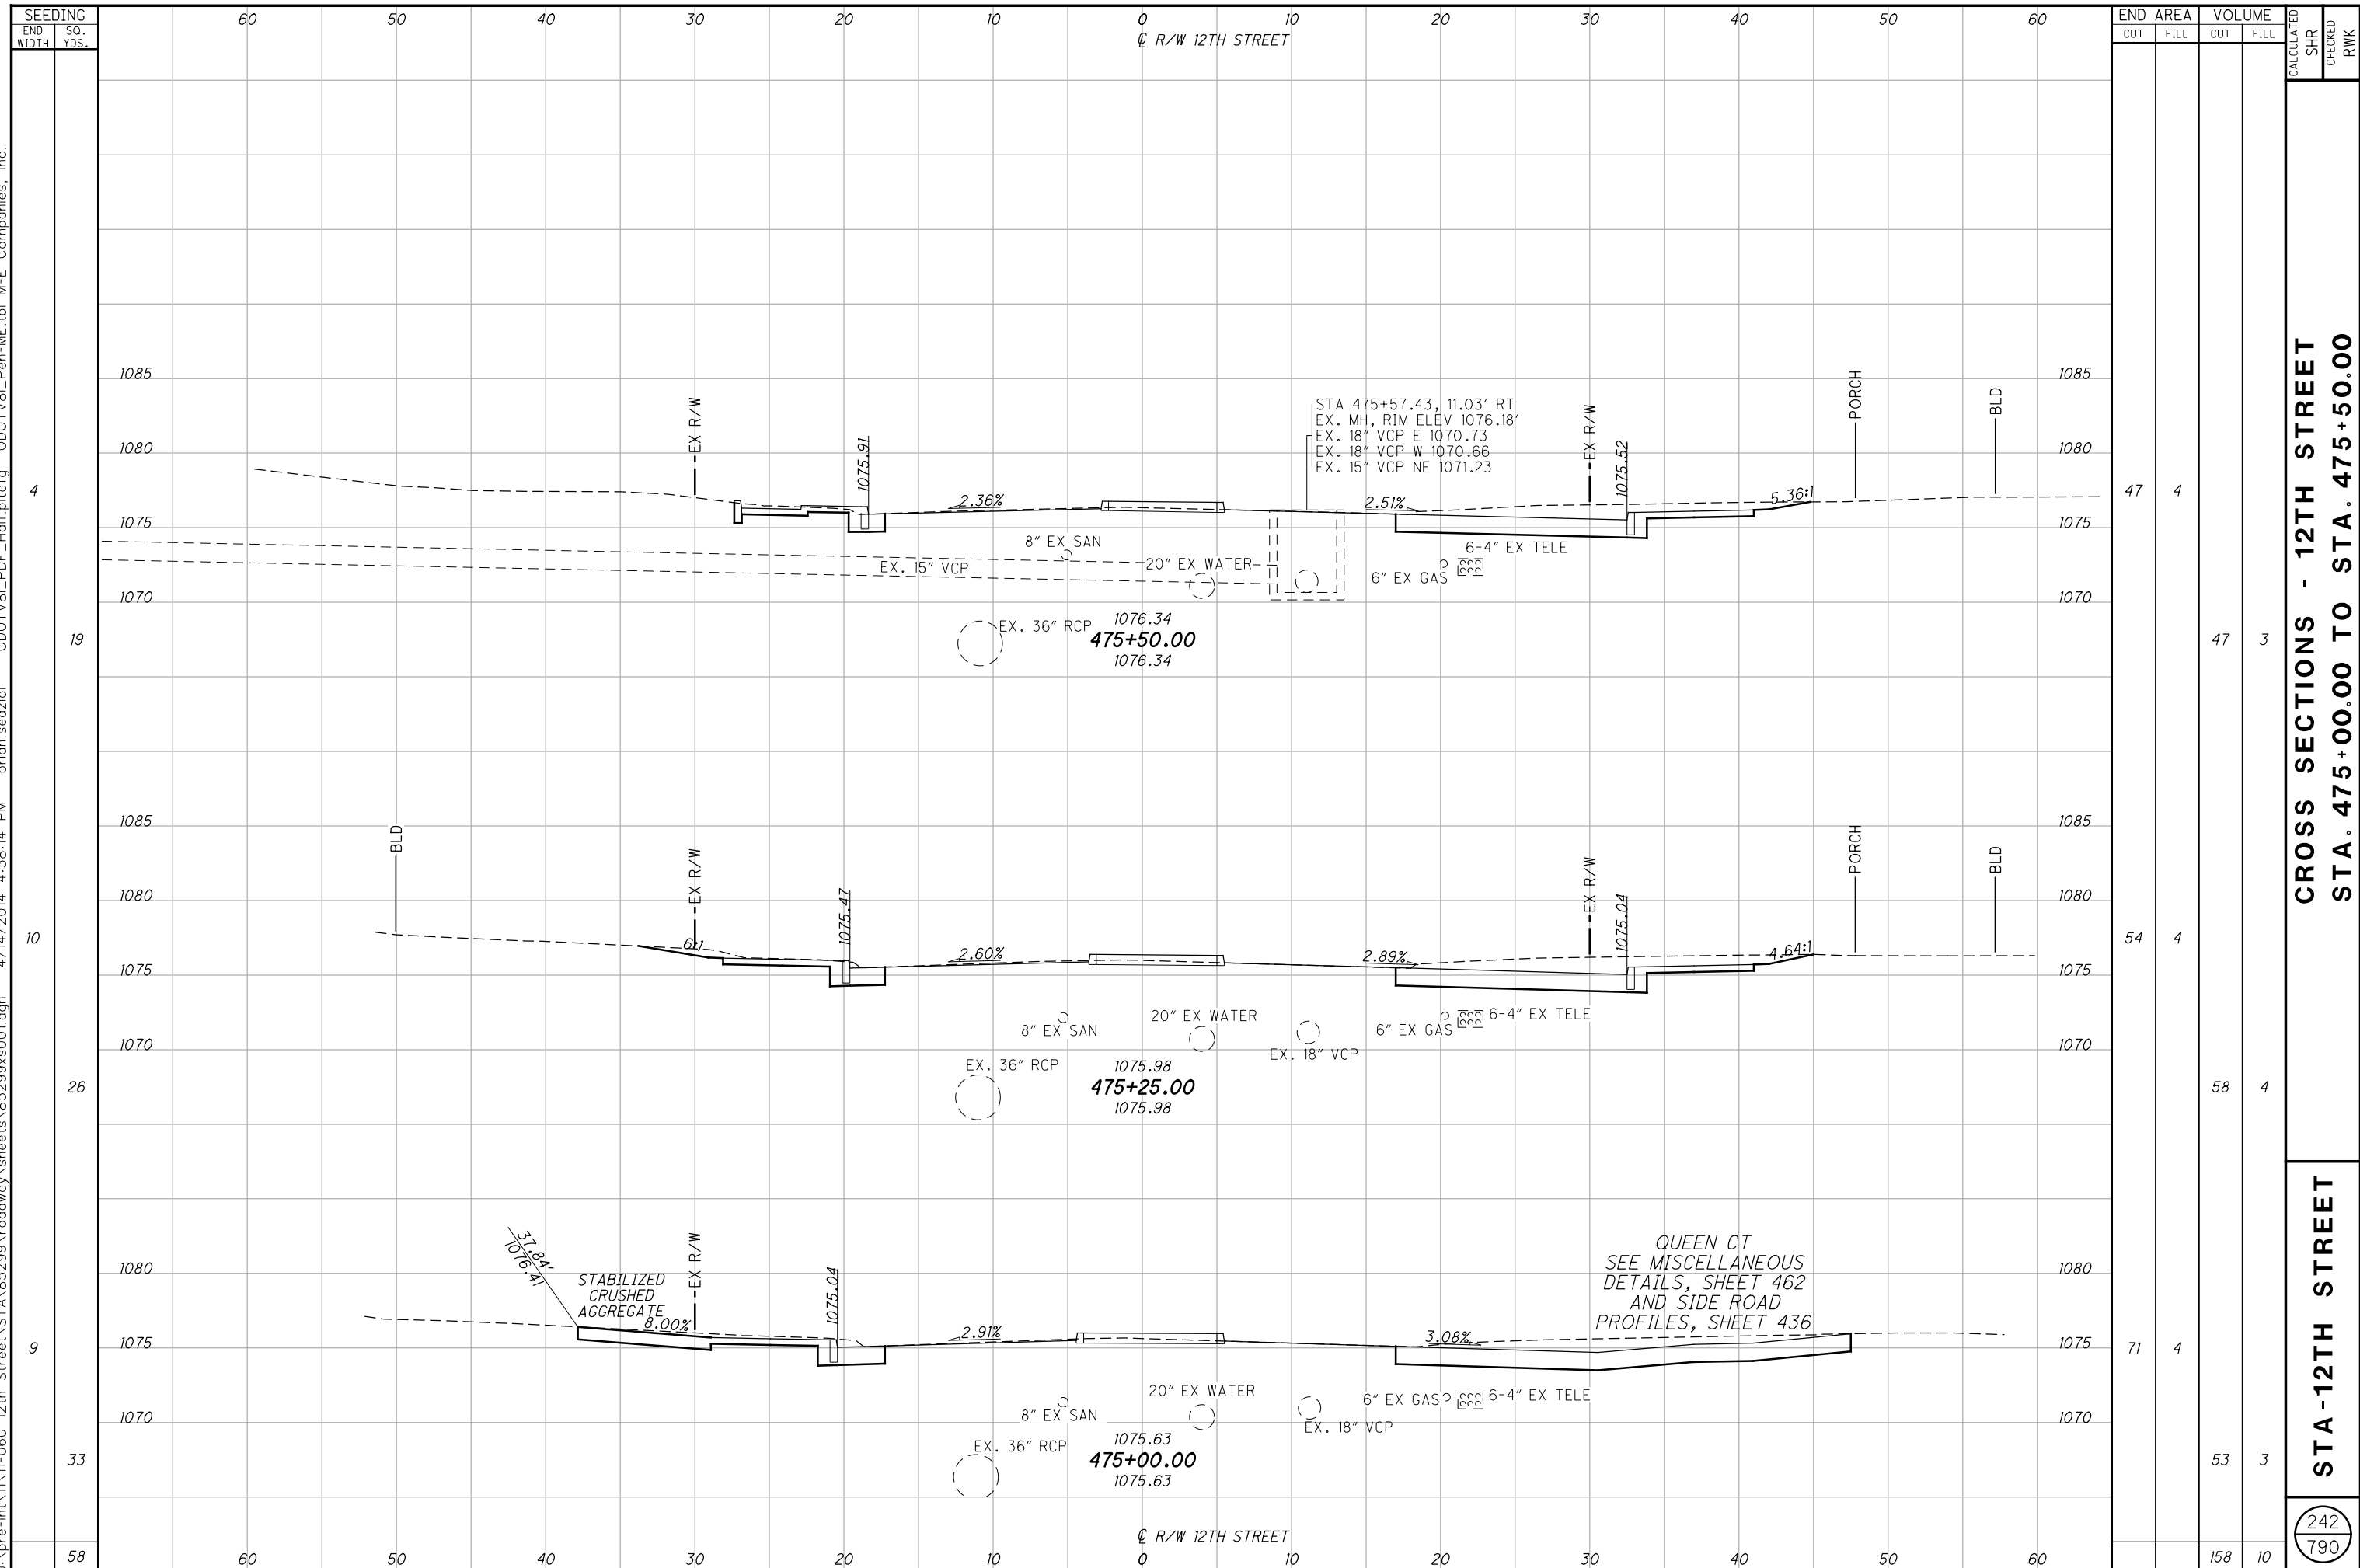 SEEDING
END WIDTH
SQ. YDS.
60 50 40 30 20 10 0 10 20 30 40 50 60
℄ R/W 12TH STREET
END AREA
VOLUME
CUT FILL CUT FILL
CALCULATED
SHR
CHECKED
RWK
1085 1085
1080 1080
1075 1075
1070 1070
EX R/W
1075.91
STA 475+57.43, 11.03' RT
EX. MH, RIM ELEV 1076.18'
EX. 18" VCP E 1070.73
EX. 18" VCP W 1070.66
EX. 15" VCP NE 1071.23
EX R/W
1075.52
PORCH
BLD
4
2.36%
2.51%
5.36:1
47 4
8" EX SAN
EX. 15" VCP
20" EX WATER
6" EX GAS
6-4" EX TELE
EX. 36" RCP
1076.34
475+50.00
1076.34
19
47 3
1085 1085
1080 1080
1075 1075
1070 1070
BLD
EX R/W
1075.47
EX R/W
1075.04
PORCH
BLD
10
6:1
2.60%
2.89%
4.64:1
54 4
8" EX SAN
20" EX WATER
EX. 18" VCP
6" EX GAS
6-4" EX TELE
EX. 36" RCP
1075.98
475+25.00
1075.98
26
58 4
1080 1080
1075 1075
1070 1070
37.84'
1076.41
STABILIZED
CRUSHED
AGGREGATE
EX R/W
1075.04
QUEEN CT
SEE MISCELLANEOUS
DETAILS, SHEET 462
AND SIDE ROAD
PROFILES, SHEET 436
9
8.00%
2.91%
3.08%
71 4
8" EX SAN
20" EX WATER
EX. 18" VCP
6" EX GAS
6-4" EX TELE
EX. 36" RCP
1075.63
475+00.00
1075.63
33
53 3
℄ R/W 12TH STREET
58
60 50 40 30 20 10 0 10 20 30 40 50 60
158 10
CROSS SECTIONS - 12TH STREET
STA. 475+00.00 TO STA. 475+50.00
STA-12TH STREET
242
790